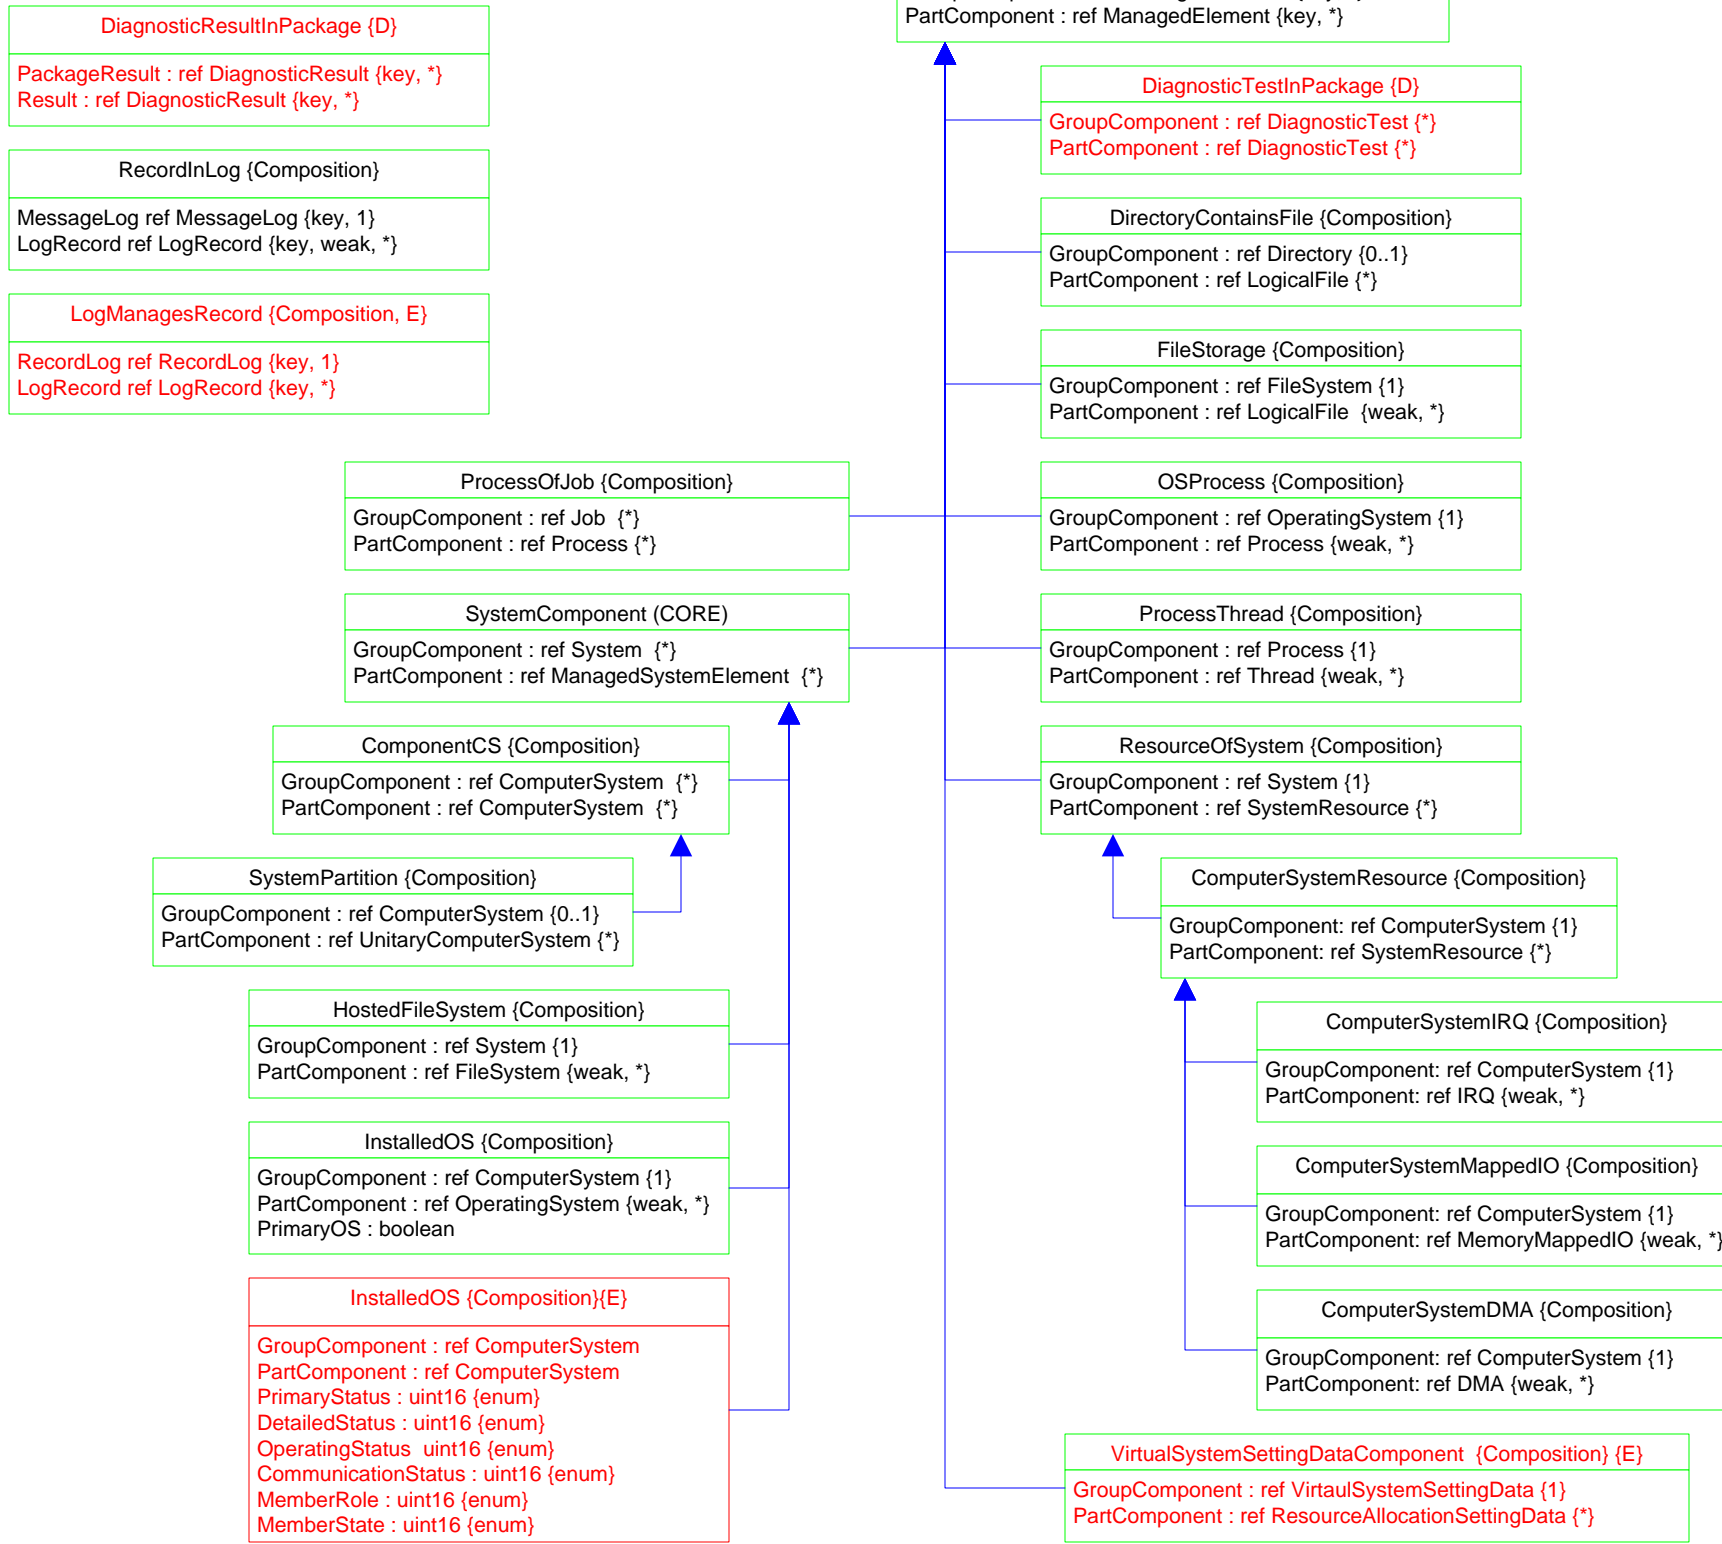 DiagnosticResultInPackage {D}
PackageResult : ref DiagnosticResult {key, *}
Result : ref DiagnosticResult {key, *}
RecordInLog {Composition}
MessageLog ref MessageLog {key, 1}
LogRecord ref LogRecord {key, weak, *}
LogManagesRecord {Composition, E}
RecordLog ref RecordLog {key, 1}
LogRecord ref LogRecord {key, *}
PartComponent : ref ManagedElement {key, *}
DiagnosticTestInPackage {D}
GroupComponent : ref DiagnosticTest {*}
PartComponent : ref DiagnosticTest {*}
DirectoryContainsFile {Composition}
GroupComponent : ref Directory {0..1}
PartComponent : ref LogicalFile {*}
FileStorage {Composition}
GroupComponent : ref FileSystem {1}
PartComponent : ref LogicalFile  {weak, *}
ProcessOfJob {Composition}
GroupComponent : ref Job  {*}
PartComponent : ref Process {*}
OSProcess {Composition}
GroupComponent : ref OperatingSystem {1}
PartComponent : ref Process {weak, *}
SystemComponent (CORE)
GroupComponent : ref System  {*}
PartComponent : ref ManagedSystemElement  {*}
ProcessThread {Composition}
GroupComponent : ref Process {1}
PartComponent : ref Thread {weak, *}
ComponentCS {Composition}
GroupComponent : ref ComputerSystem  {*}
PartComponent : ref ComputerSystem  {*}
ResourceOfSystem {Composition}
GroupComponent : ref System {1}
PartComponent : ref SystemResource {*}
SystemPartition {Composition}
GroupComponent : ref ComputerSystem {0..1}
PartComponent : ref UnitaryComputerSystem {*}
ComputerSystemResource {Composition}
GroupComponent: ref ComputerSystem {1}
PartComponent: ref SystemResource {*}
HostedFileSystem {Composition}
GroupComponent : ref System {1}
PartComponent : ref FileSystem {weak, *}
ComputerSystemIRQ {Composition}
GroupComponent: ref ComputerSystem {1}
PartComponent: ref IRQ {weak, *}
InstalledOS {Composition}
GroupComponent : ref ComputerSystem {1}
PartComponent : ref OperatingSystem {weak, *}
PrimaryOS : boolean
ComputerSystemMappedIO {Composition}
GroupComponent: ref ComputerSystem {1}
PartComponent: ref MemoryMappedIO {weak, *}
InstalledOS {Composition}{E}
GroupComponent : ref ComputerSystem
PartComponent : ref ComputerSystem
PrimaryStatus : uint16 {enum}
DetailedStatus : uint16 {enum}
OperatingStatus  uint16 {enum}
CommunicationStatus : uint16 {enum}
MemberRole : uint16 {enum}
MemberState : uint16 {enum}
ComputerSystemDMA {Composition}
GroupComponent: ref ComputerSystem {1}
PartComponent: ref DMA {weak, *}
VirtualSystemSettingDataComponent  {Composition} {E}
GroupComponent : ref VirtaulSystemSettingData {1}
PartComponent : ref ResourceAllocationSettingData {*}